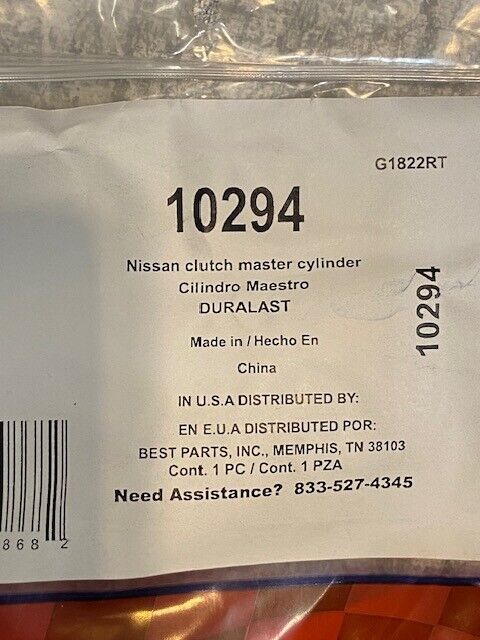 G1822RT
10294
Nissan clutch master cylinder
Cilindro Maestro
DURALAST
10294
Made in / Hecho En
China
IN U.S.A DISTRIBUTED BY:
EN E.U.A DISTRIBUTED POR:
BEST PARTS, INC., MEMPHIS, TN 38103
Cont. 1 PC / Cont. 1 PZA
Need Assistance? 833-527-4345
868 2